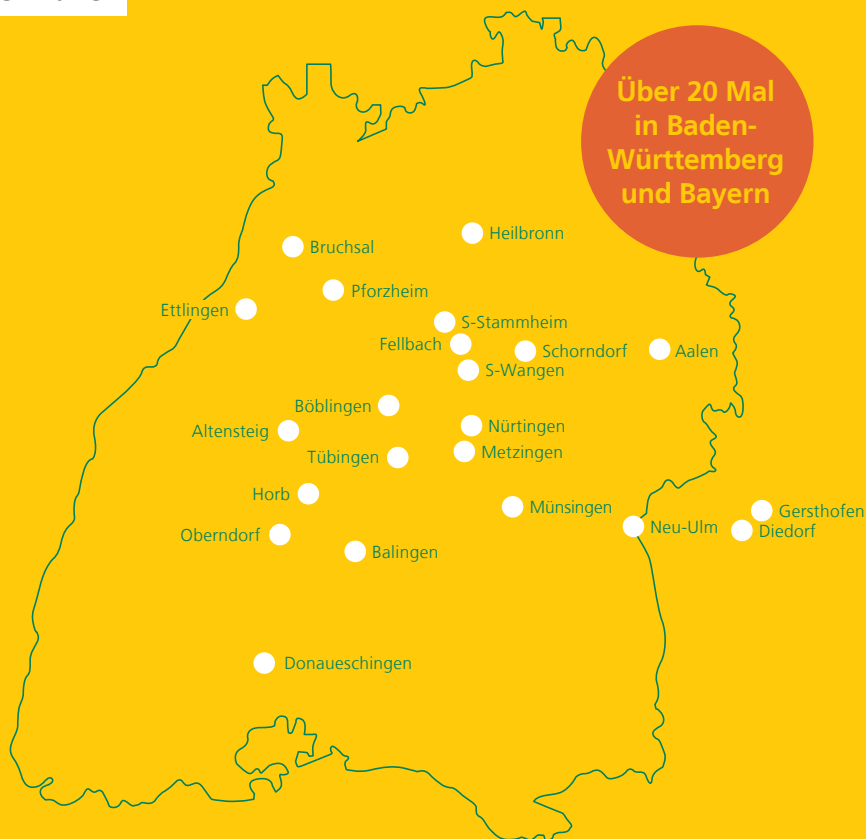 Über 20 Mal
in Baden-
Württemberg
und Bayern
Heilbronn
Bruchsal
Pforzheim
Ettlingen
S-Stammheim
Fellbach
Schorndorf
Aalen
S-Wangen
Böblingen
Nürtingen
Altensteig
Metzingen
Tübingen
Horb
Münsingen
Gersthofen
Neu-Ulm
Diedorf
Oberndorf
Balingen
Donaueschingen